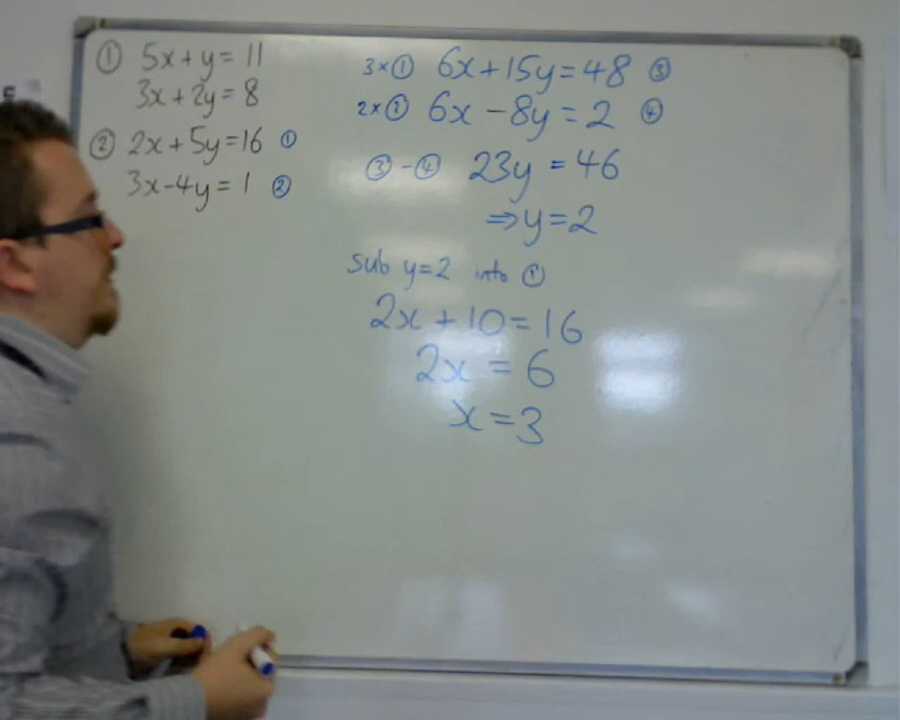 ① 5x+y=11
3x+2y=8
② 2x+5y=16 ①
3x-4y=1 ②
3×① 6x+15y=48 ③
2×② 6x-8y=2 ④
③-④ 23y=46
⇒y=2
sub y=2 into ①
2x+10=16
2x=6
x=3